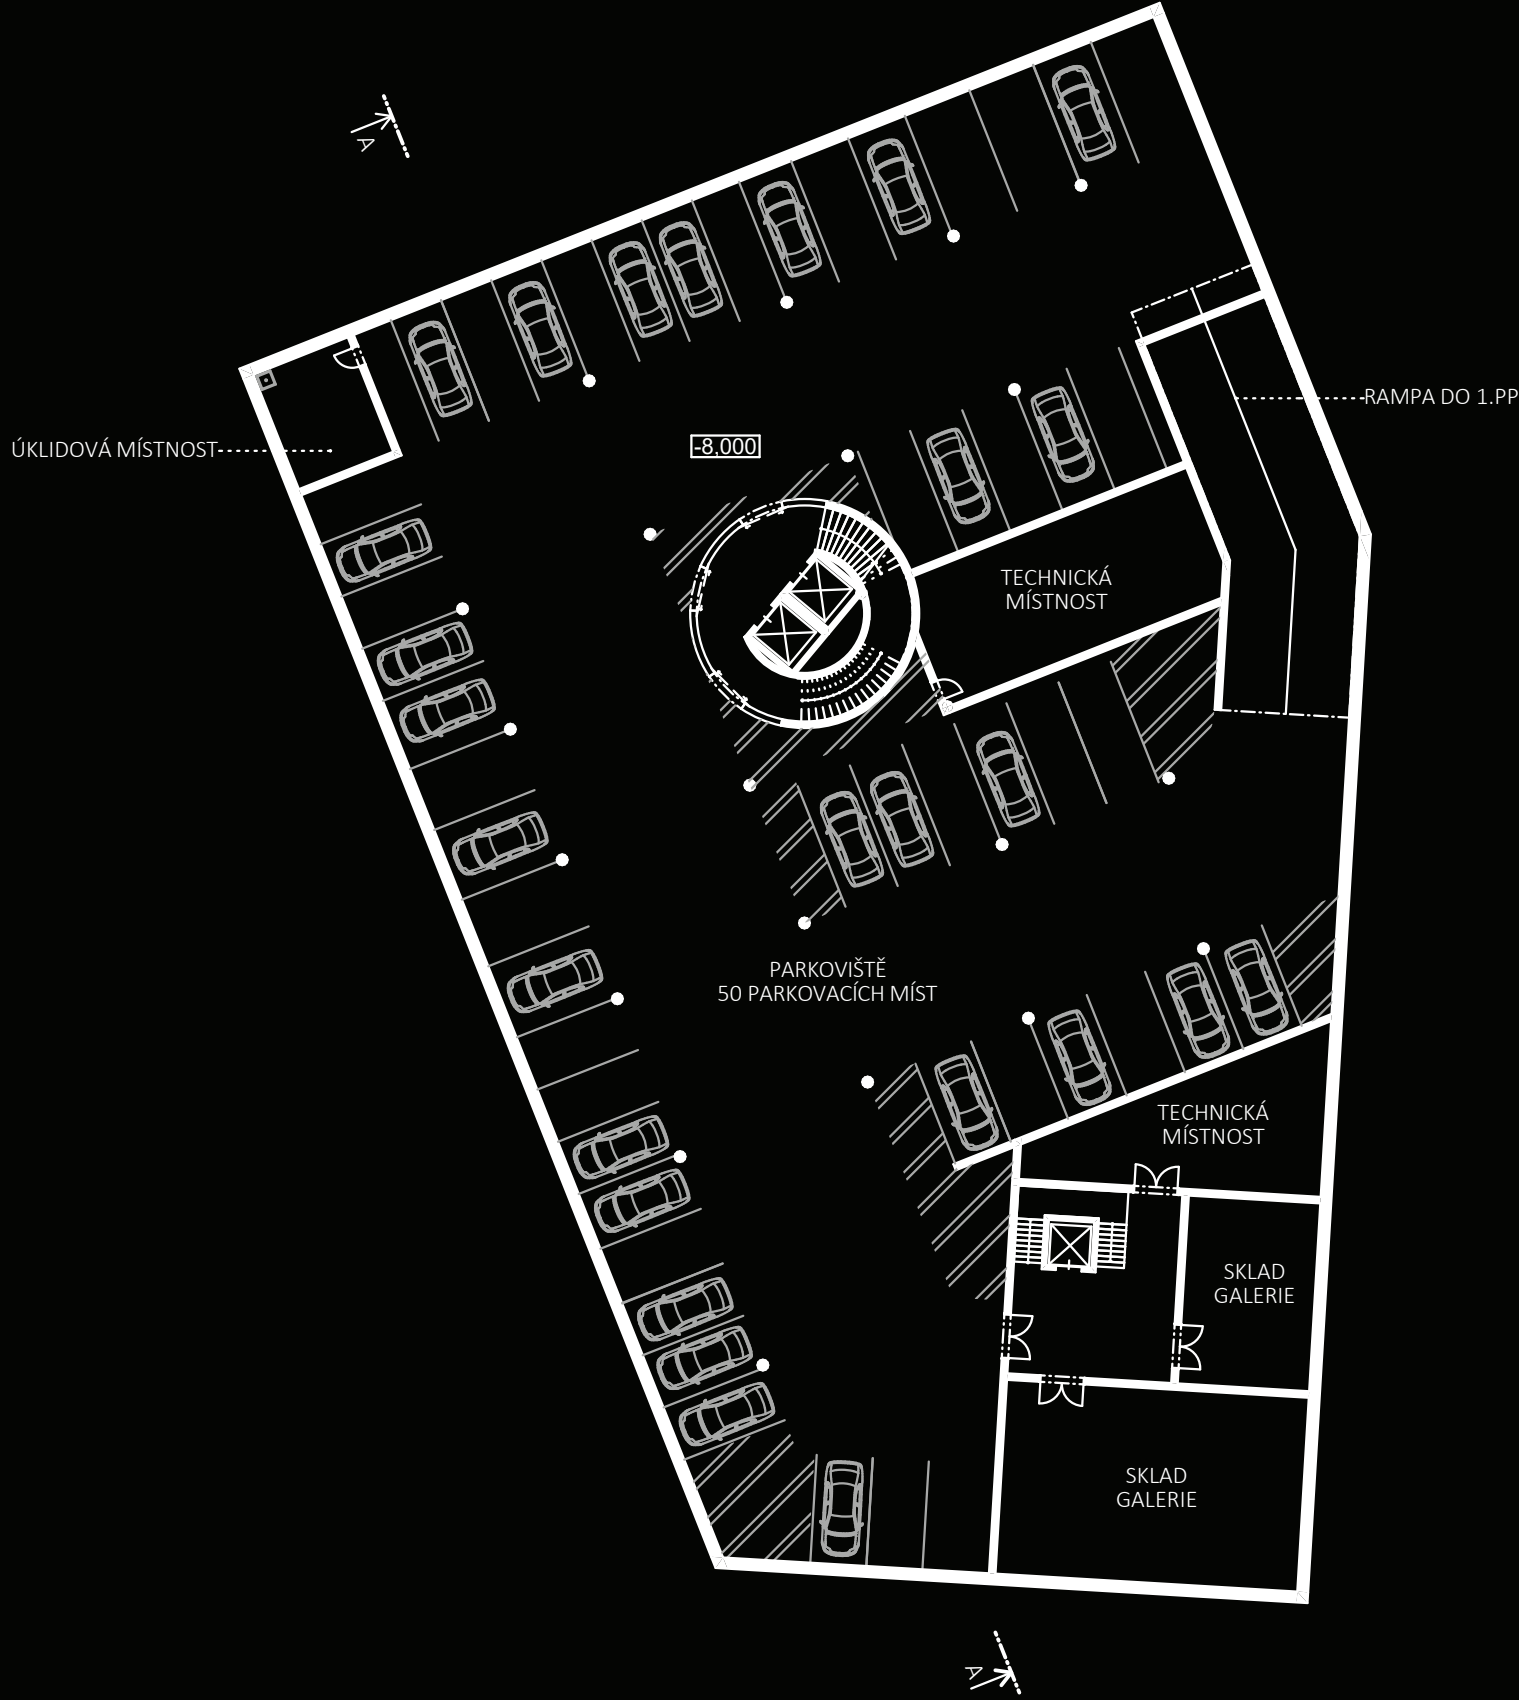 A
RAMPA DO 1.PP
ÚKLIDOVÁ MÍSTNOST
-8,000
TECHNICKÁ
MÍSTNOST
PARKOVIŠTĚ
50 PARKOVACÍCH MÍST
TECHNICKÁ
MÍSTNOST
SKLAD
GALERIE
SKLAD
GALERIE
A